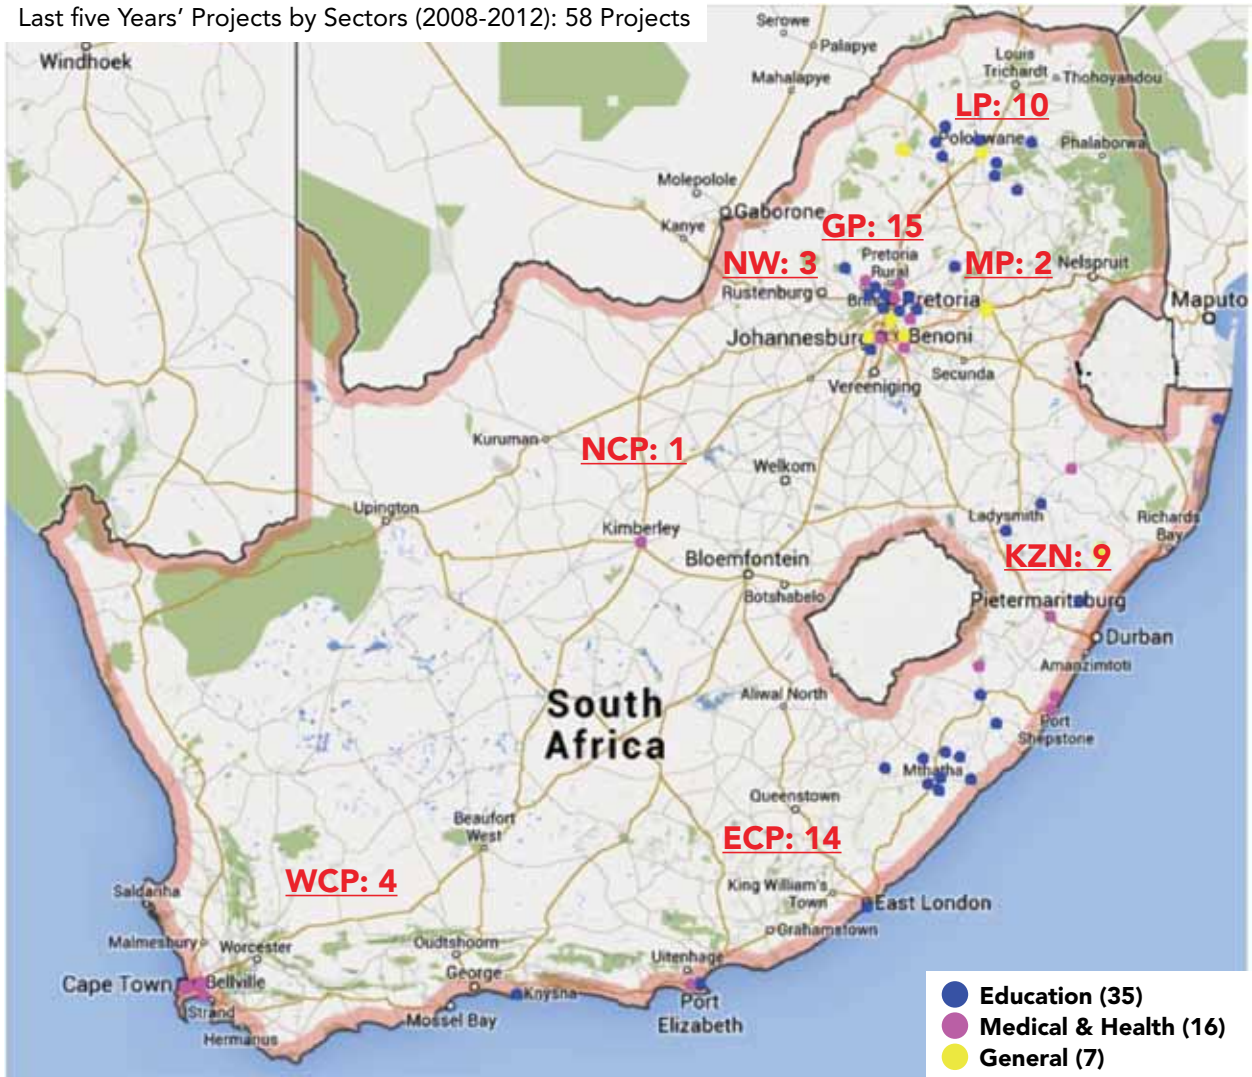 Last five Years’ Projects by Sectors (2008-2012): 58 Projects
Windhoek
Serowe
Palapye
Mahalapye
Louis
Trichardt
Thohoyandou
LP: 10
Polokwane
Phalaborwa
Molepolole
Gaborone
Kanye
GP: 15
NW: 3
Pretoria
Rural
MP: 2
Nelspruit
Rustenburg
Pretoria
Maputo
Johannesburg
Benoni
Secunda
Vereeniging
Kuruman
NCP: 1
Welkom
Upington
Ladysmith
Richards
Bay
Kimberley
Bloemfontein
KZN: 9
Botshabelo
Pietermaritzburg
Durban
Amanzimtoti
Aliwal North
South
Africa
Port
Shepstone
Mthatha
Queenstown
Beaufort
West
ECP: 14
WCP: 4
Saldanha
King William's
Town
East London
Grahamstown
Malmesbury
Worcester
Oudtshoorn
Uitenhage
Cape Town
Bellville
George
Knysna
Strand
Port
Elizabeth
Mossel Bay
Hermanus
Education (35)
Medical & Health (16)
General (7)